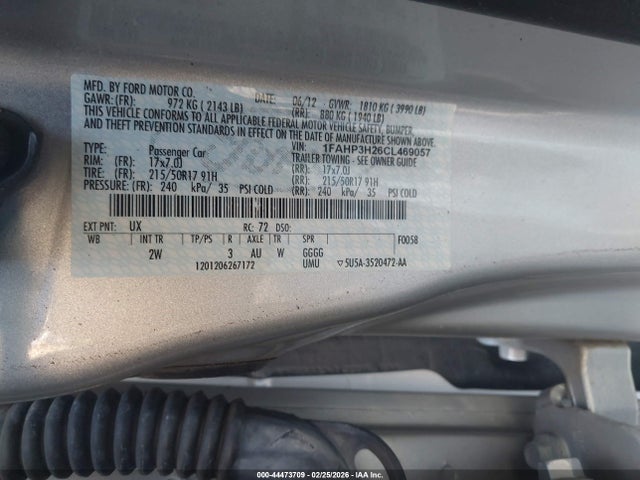 MFD. BY FORD MOTOR CO.
DATE: 06/12 GVWR: 1810 KG ( 3990 LB)
GAWR: (FR): 972 KG ( 2143 LB) (RR): 880 KG ( 1940 LB)
THIS VEHICLE CONFORMS TO ALL APPLICABLE FEDERAL MOTOR VEHICLE SAFETY, BUMPER,
AND THEFT PREVENTION STANDARDS IN EFFECT ON THE DATE OF MANUFACTURE SHOWN ABOVE.
VIN: 1FAHP3H26CL469057
TYPE: Passenger Car TRAILER TOWING - SEE OWNER GUIDE
RIM: (FR): 17x7.0J (RR): 17x7.0J
TIRE: (FR): 215/50R17 91H (RR): 215/50R17 91H
PRESSURE: (FR): 240 kPa/ 35 PSI COLD (RR): 240 kPa/ 35 PSI COLD
EXT PNT: UX RC: 72 DSO: F0058
WB INT TR TP/PS R AXLE TR SPR
2W 3 AU W GGGG
1201206267172 UMU ▽5U5A-3520472-AA
000-44473709 - 02/25/2026 - Copyright IAA, Inc